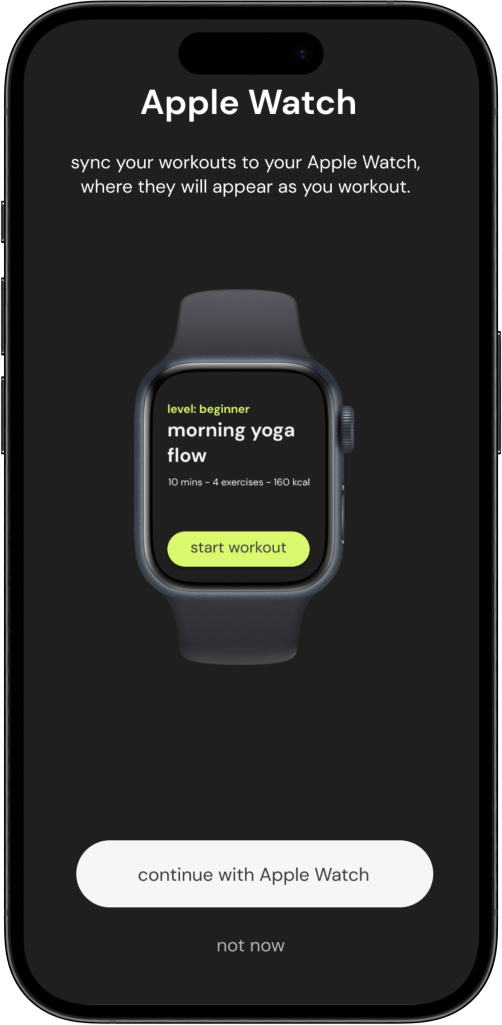 Apple Watch
sync your workouts to your Apple Watch,
where they will appear as you workout.
level: beginner
morning yoga
flow
10 mins - 4 exercises - 160 kcal
start workout
continue with Apple Watch
not now